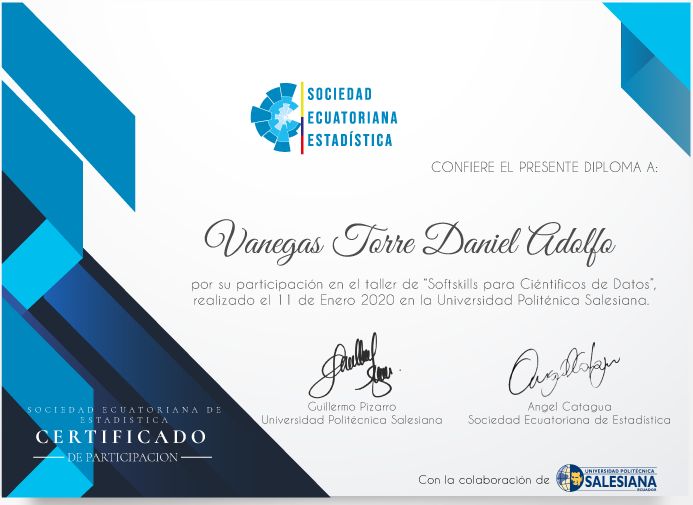 SOCIEDAD
ECUATORIANA
ESTADÍSTICA
CONFIERE EL PRESENTE DIPLOMA A:
Vanegas Torre Daniel Adolfo
por su participación en el taller de "Softskills para Ciéntificos de Datos",
realizado el 11 de Enero 2020 en la Universidad Politénica Salesiana.
Guillermo Pizarro
Universidad Politécnica Salesiana
Angel Catagua
Sociedad Ecuatoriana de Estadística
SOCIEDAD ECUATORIANA DE
ESTADÍSTICA
CERTIFICADO
DE PARTICIPACION
Con la colaboración de
UNIVERSIDAD POLITÉCNICA
SALESIANA
ECUADOR